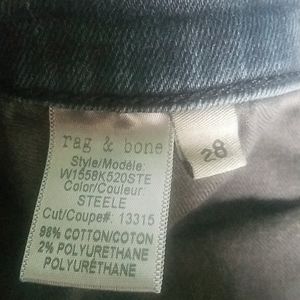 rag & bone
Style/Modèle:
W1558K520STE
Color/Couleur
STEELE
Cut/Coupe#: 13315
98% COTTON/COTON
2% POLYURETHANE
POLYURÉTHANE
28